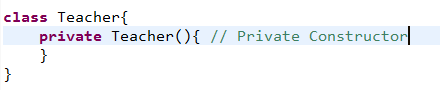 class Teacher{
    private Teacher(){ // Private Constructor
    }
}